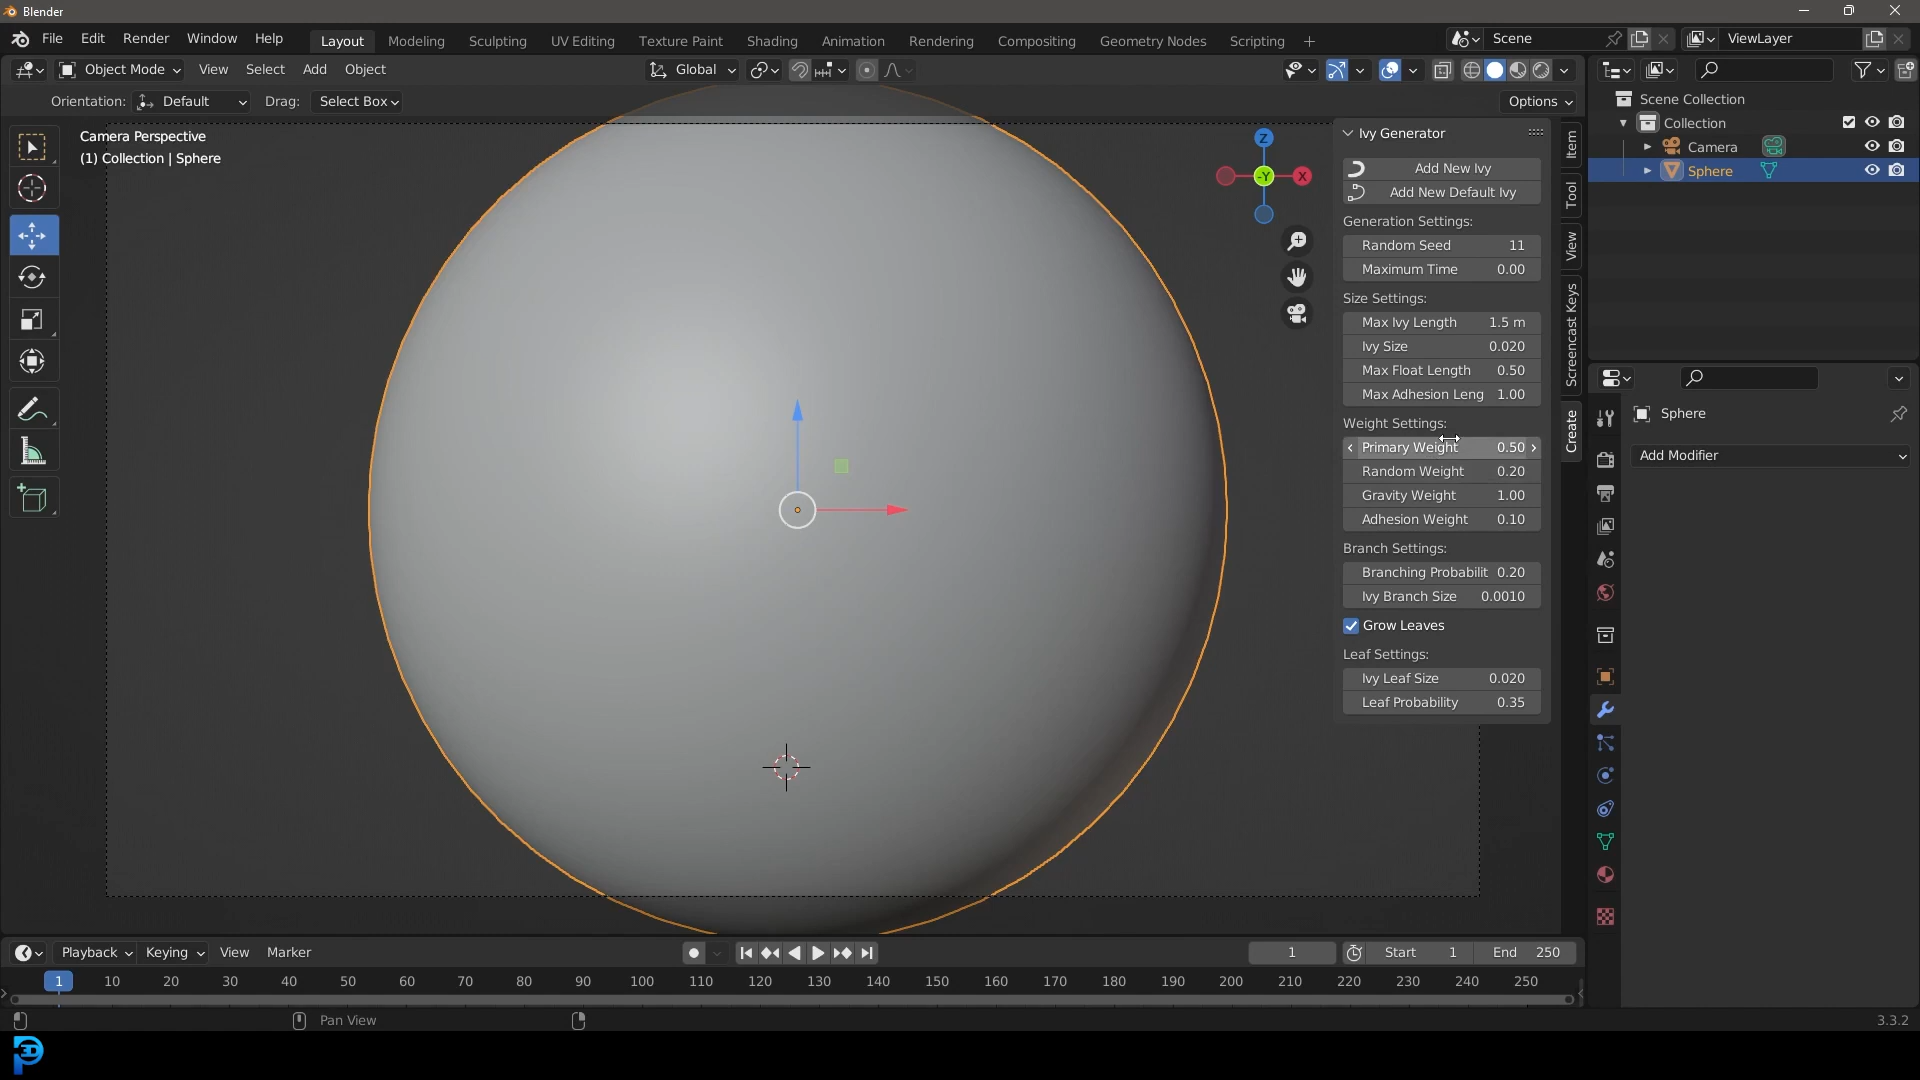 Blender
File Edit Render Window Help Layout Modeling Sculpting UV Editing Texture Paint Shading Animation Rendering Compositing Geometry Nodes Scripting + Scene ViewLayer
Object Mode View Select Add Object Global
Orientation: Default Drag: Select Box Options
Camera Perspective
(1) Collection | Sphere
Z
-Y
X
Ivy Generator
Add New Ivy
Add New Default Ivy
Generation Settings:
Random Seed 11
Maximum Time 0.00
Size Settings:
Max Ivy Length 1.5 m
Ivy Size 0.020
Max Float Length 0.50
Max Adhesion Leng 1.00
Weight Settings:
Primary Weight 0.50
Random Weight 0.20
Gravity Weight 1.00
Adhesion Weight 0.10
Branch Settings:
Branching Probabilit 0.20
Ivy Branch Size 0.0010
Grow Leaves
Leaf Settings:
Ivy Leaf Size 0.020
Leaf Probability 0.35
Item
Tool
View
Screencast Keys
Create
Scene Collection
Collection
Camera
Sphere
Sphere
Add Modifier
Playback Keying View Marker 1 Start 1 End 250
1 10 20 30 40 50 60 70 80 90 100 110 120 130 140 150 160 170 180 190 200 210 220 230 240 250
Pan View 3.3.2
3D